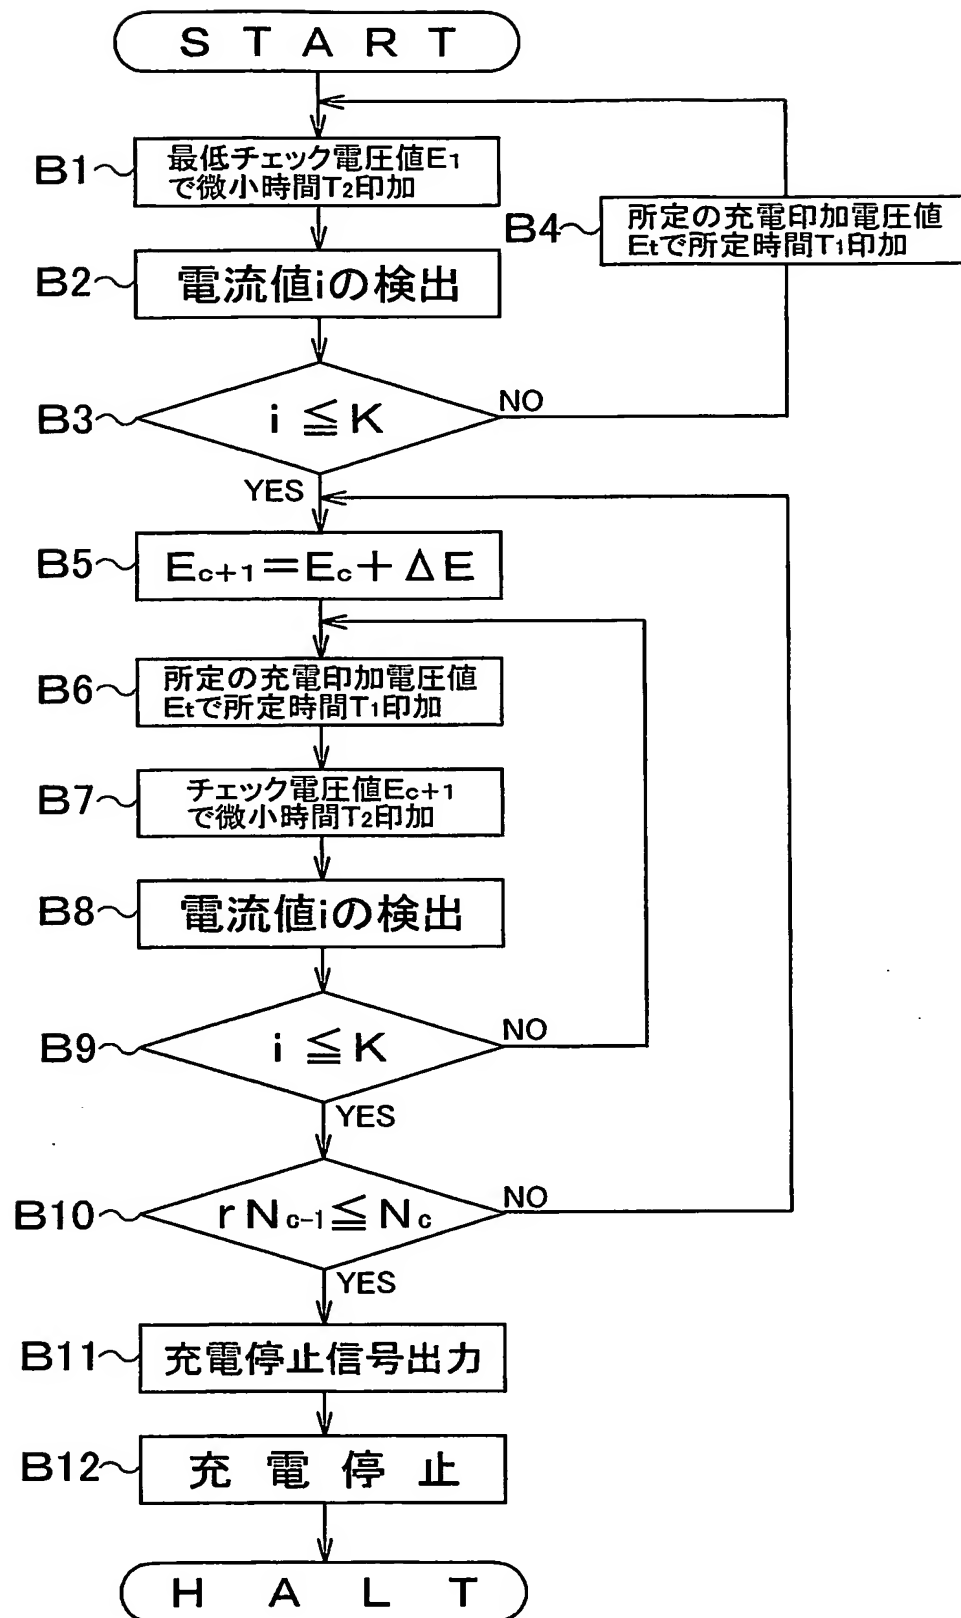 START
B1
最低チェック電圧値E1
で微小時間T2印加
B4
所定の充電印加電圧値
Etで所定時間T1印加
B2
電流値iの検出
B3
i ≦ K
NO
YES
B5
Ec+1=Ec+ΔE
B6
所定の充電印加電圧値
Etで所定時間T1印加
B7
チェック電圧値Ec+1
で微小時間T2印加
B8
電流値iの検出
B9
i ≦ K
NO
YES
B10
rNc-1≦Nc
NO
YES
B11
充電停止信号出力
B12
充電停止
HALT